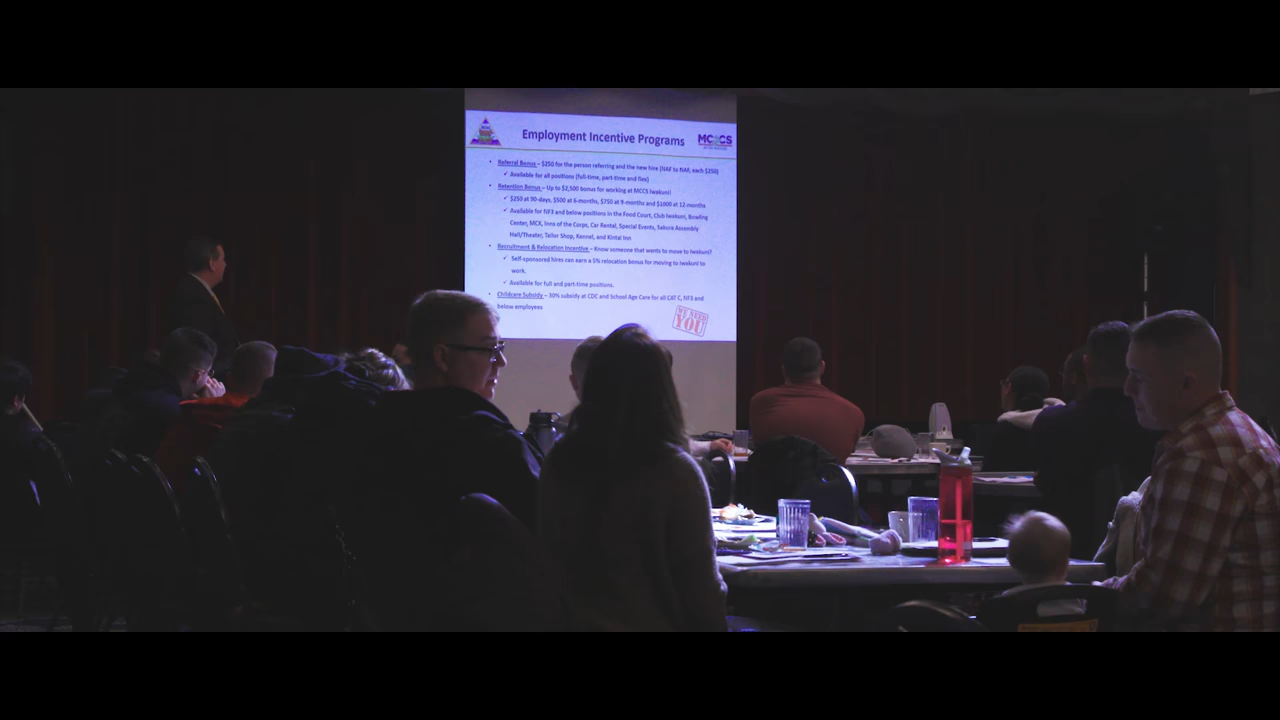 Employment Incentive Programs
MCCS
• Referral Bonus – $250 for the person referring and the new hire (NAF to NAF, each $250)
✓ Available for all positions (full-time, part-time and flex)
• Retention Bonus – Up to $2,500 bonus for working at MCCS Iwakuni!
✓ $250 at 90-days, $500 at 6-months, $750 at 9-months and $1000 at 12-months
✓ Available for NF3 and below positions in the Food Court, Club Iwakuni, Bowling
Center, MCX, Inns of the Corps, Car Rental, Special Events, Sakura Assembly
Hall/Theater, Tailor Shop, Kennel, and Kintai Inn
• Recruitment & Relocation Incentive – Know someone that wants to move to Iwakuni?
✓ Self-sponsored hires can earn a 5% relocation bonus for moving to Iwakuni to
work.
✓ Available for full and part-time positions.
• Childcare Subsidy – 30% subsidy at CDC and School Age Care for all CAT C, NF3 and
below employees
WE NEED
YOU